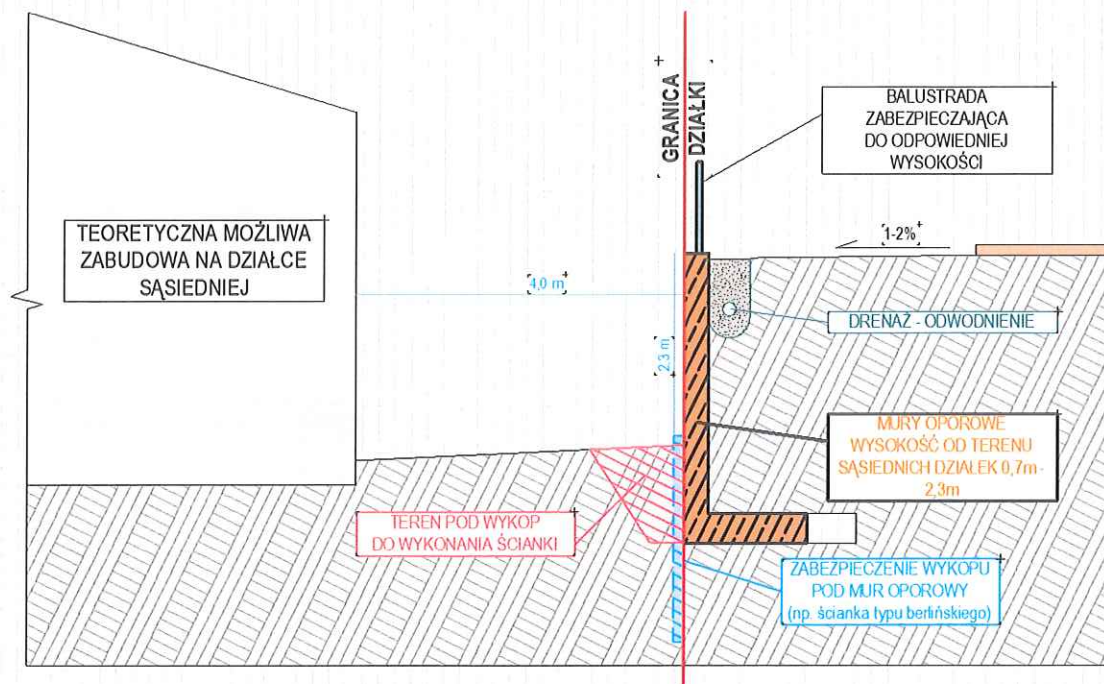 GRANICA
DZIAŁKI
BALUSTRADA
ZABEZPIECZAJĄCA
DO ODPOWIEDNIEJ
WYSOKOŚCI
TEORETYCZNA MOŻLIWA
ZABUDOWA NA DZIAŁCE
SĄSIEDNIEJ
1-2%
4,0 m
DRENAŻ - ODWODNIENIE
2,3 m
MURY OPOROWE
WYSOKOŚĆ OD TERENU
SĄSIEDNICH DZIAŁEK 0,7m -
2,3m
TEREN POD WYKOP
DO WYKONANIA ŚCIANKI
ZABEZPIECZENIE WYKOPU
POD MUR OPOROWY
(np. ścianka typu berlińskiego)